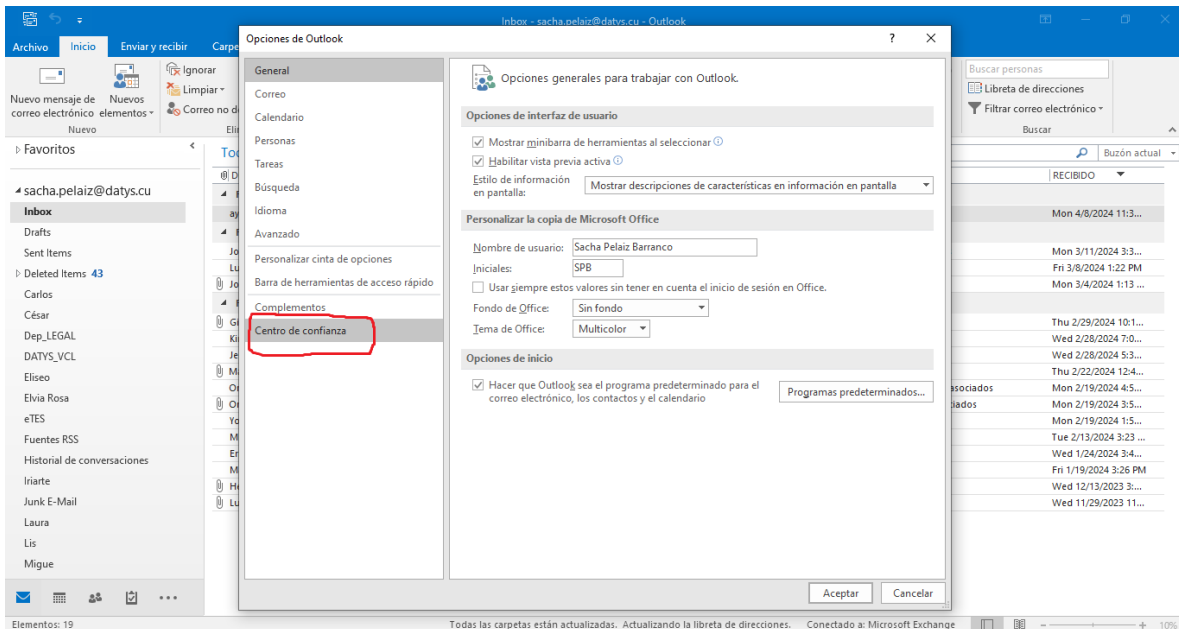 Inbox - sacha.pelaiz@datys.cu - Outlook
Archivo Inicio Enviar y recibir Carpe
Nuevo mensaje de correo electrónico
Nuevos elementos
Nuevo
Ignorar
Limpiar
Correo no d
Eli
Buscar personas
Libreta de direcciones
Filtrar correo electrónico
Buscar
Favoritos
sacha.pelaiz@datys.cu
Inbox
Drafts
Sent Items
Deleted Items 43
Carlos
César
Dep_LEGAL
DATYS_VCL
Eliseo
Elvia Rosa
eTES
Fuentes RSS
Historial de conversaciones
Iriarte
Junk E-Mail
Laura
Lis
Migue
Opciones de Outlook
General
Correo
Calendario
Personas
Tareas
Búsqueda
Idioma
Avanzado
Personalizar cinta de opciones
Barra de herramientas de acceso rápido
Complementos
Centro de confianza
Opciones generales para trabajar con Outlook.
Opciones de interfaz de usuario
Mostrar minibarra de herramientas al seleccionar
Habilitar vista previa activa
Estilo de información en pantalla:
Mostrar descripciones de características en información en pantalla
Personalizar la copia de Microsoft Office
Nombre de usuario: Sacha Pelaiz Barranco
Iniciales: SPB
Usar siempre estos valores sin tener en cuenta el inicio de sesión en Office.
Fondo de Office: Sin fondo
Tema de Office: Multicolor
Opciones de inicio
Hacer que Outlook sea el programa predeterminado para el
correo electrónico, los contactos y el calendario
Programas predeterminados...
Aceptar Cancelar
Buzón actual
RECIBIDO
Mon 4/8/2024 11:3...
Mon 3/11/2024 3:3...
Fri 3/8/2024 1:22 PM
Mon 3/4/2024 1:13 ...
Thu 2/29/2024 10:1...
Wed 2/28/2024 7:0...
Wed 2/28/2024 5:3...
Thu 2/22/2024 12:4...
asociados Mon 2/19/2024 4:5...
iados Mon 2/19/2024 3:5...
Mon 2/19/2024 1:5...
Tue 2/13/2024 3:23 ...
Wed 1/24/2024 3:4...
Fri 1/19/2024 3:26 PM
Wed 12/13/2023 3:...
Wed 11/29/2023 11...
Elementos: 19
Todas las carpetas están actualizadas. Actualizando la libreta de direcciones. Conectado a: Microsoft Exchange 10%